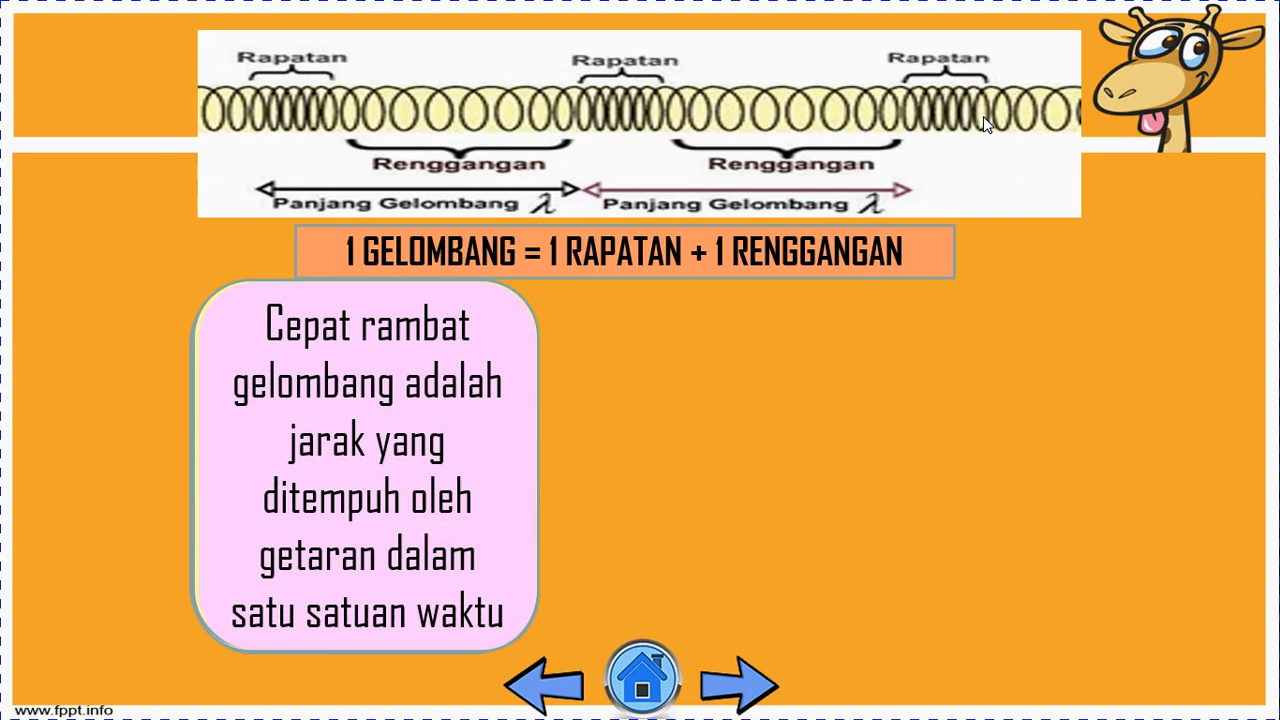 Rapatan Rapatan Rapatan
Renggangan Renggangan
Panjang Gelombang λ Panjang Gelombang λ
1 GELOMBANG = 1 RAPATAN + 1 RENGGANGAN
Cepat rambat
gelombang adalah
jarak yang
ditempuh oleh
getaran dalam
satu satuan waktu
www.fppt.info